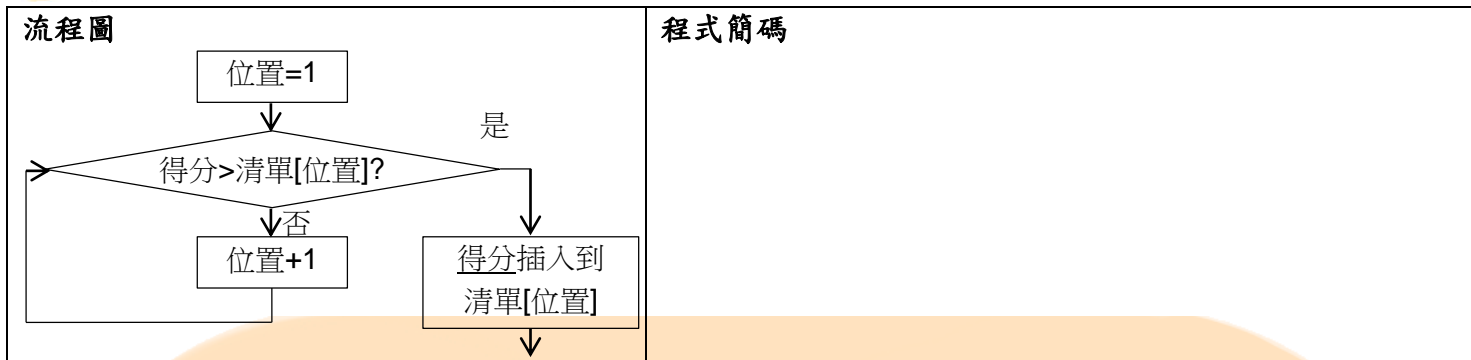 流程圖
程式簡碼
位置=1
是
得分>清單[位置]?
否
位置+1
得分插入到
清單[位置]